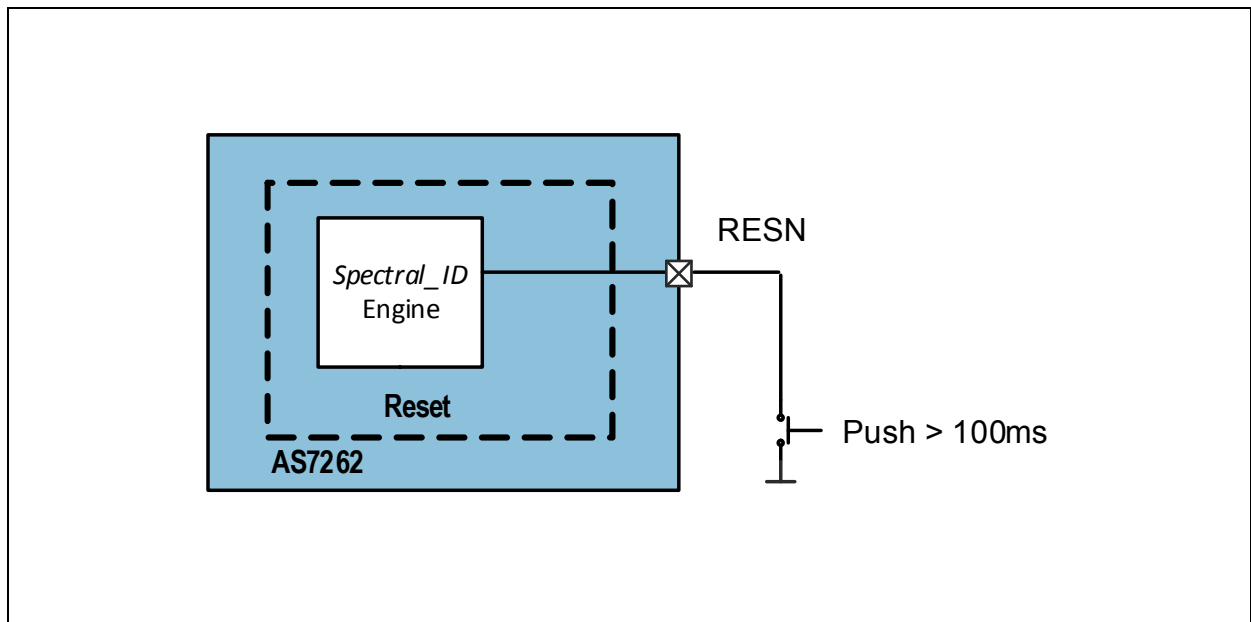 RESN
Spectral_ID
Engine
Reset
Push > 100ms
AS7262